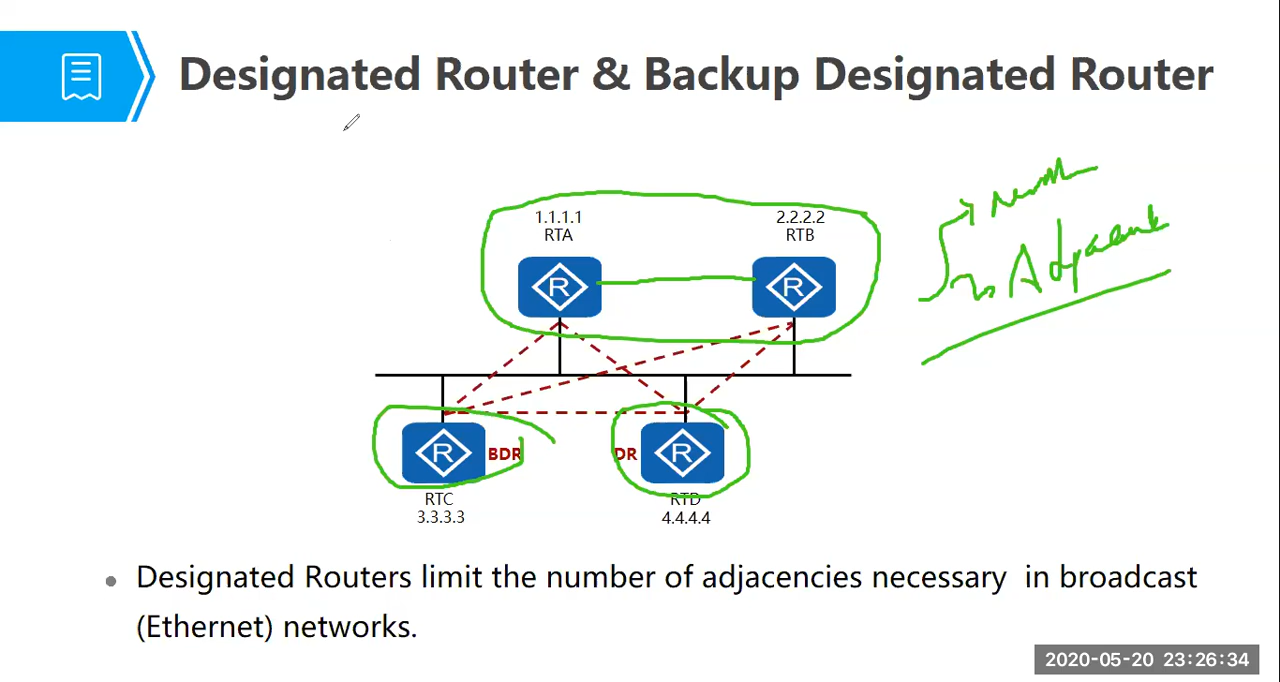 Designated Router & Backup Designated Router
1.1.1.1
RTA
2.2.2.2
RTB
R
R
R
BDR
DR
R
RTC
3.3.3.3
RTD
4.4.4.4
Designated Routers limit the number of adjacencies necessary in broadcast
(Ethernet) networks.
2020-05-20 23:26:34